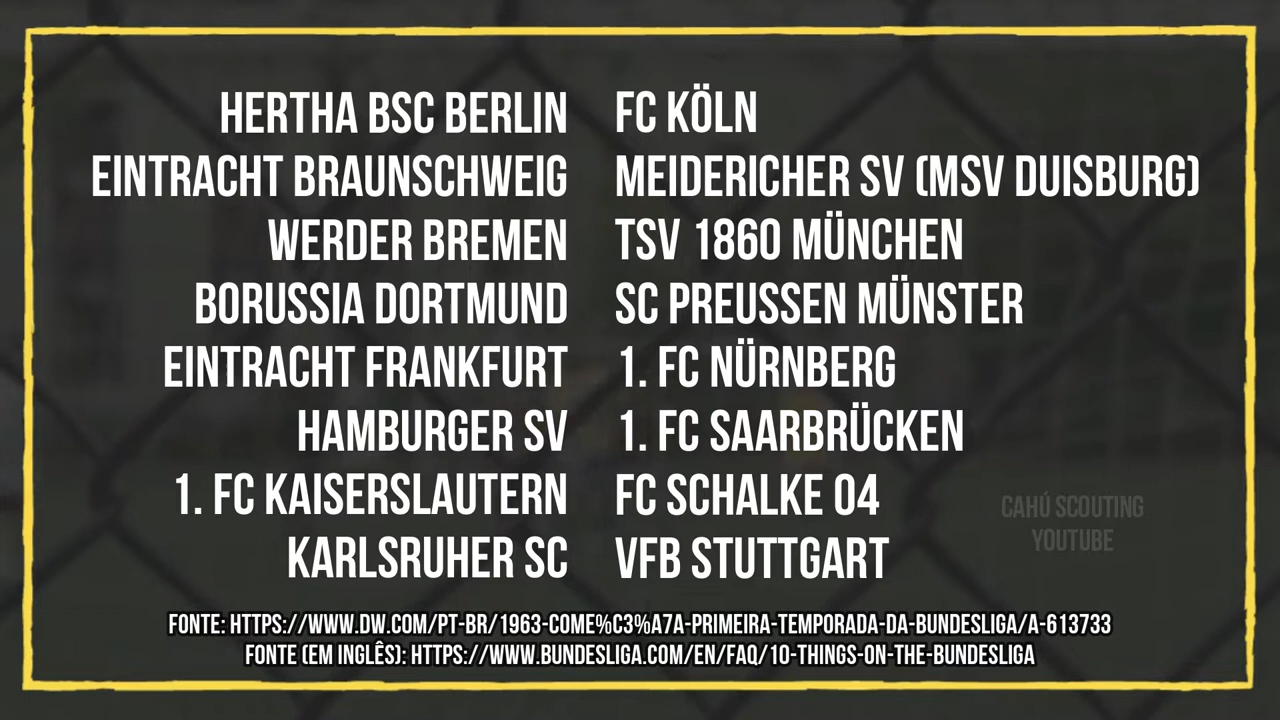 HERTHA BSC BERLIN
EINTRACHT BRAUNSCHWEIG
WERDER BREMEN
BORUSSIA DORTMUND
EINTRACHT FRANKFURT
HAMBURGER SV
1. FC KAISERSLAUTERN
KARLSRUHER SC
FC KÖLN
MEIDERICHER SV (MSV DUISBURG)
TSV 1860 MÜNCHEN
SC PREUSSEN MÜNSTER
1. FC NÜRNBERG
1. FC SAARBRÜCKEN
FC SCHALKE 04
VFB STUTTGART
CAHÚ SCOUTING
YOUTUBE
FONTE: HTTPS://WWW.DW.COM/PT-BR/1963-COME%C3%A7A-PRIMEIRA-TEMPORADA-DA-BUNDESLIGA/A-613733
FONTE (EM INGLÊS): HTTPS://WWW.BUNDESLIGA.COM/EN/FAQ/10-THINGS-ON-THE-BUNDESLIGA